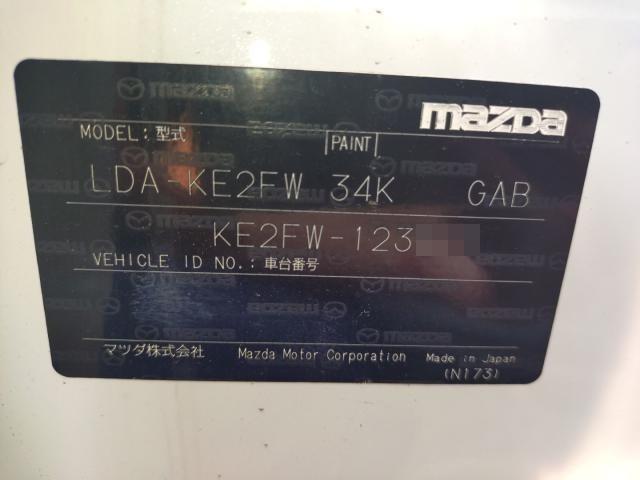 mazda
MODEL: 型式 PAINT
LDA-KE2FW 34K GAB
KE2FW-123
VEHICLE ID NO.: 車台番号
マツダ株式会社 Mazda Motor Corporation Made in Japan
(N173)